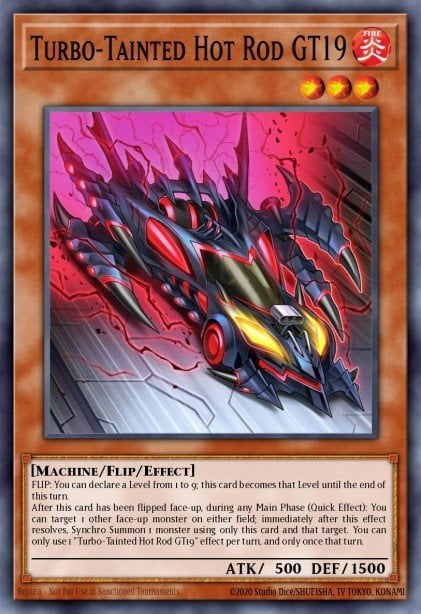 TURBO-TAINTED HOT ROD GT19
FIRE
炎
[MACHINE/FLIP/EFFECT]
FLIP: You can declare a Level from 1 to 9; this card becomes that Level until the end of
this turn.
After this card has been flipped face-up, during any Main Phase (Quick Effect): You
can target 1 other face-up monster on either field; immediately after this effect
resolves, Synchro Summon 1 monster using only this card and that target. You can
only use 1 "Turbo-Tainted Hot Rod GT19" effect per turn, and only once that turn.
ATK/ 500 DEF/1500
Replica - Not For Use in Sanctioned Tournaments
©2020 Studio Dice/SHUEISHA, TV TOKYO, KONAMI